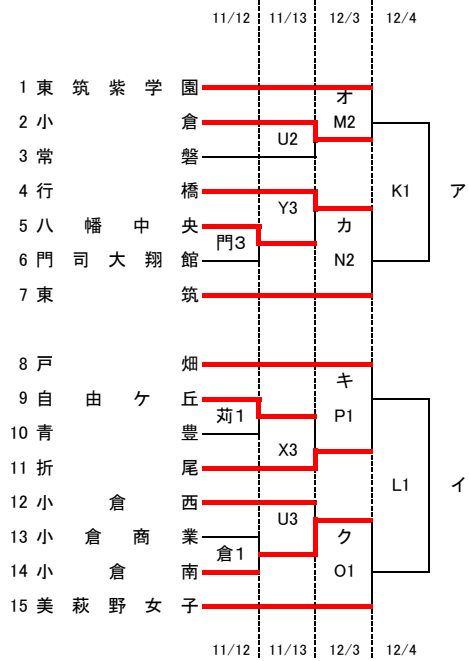 11/12 11/13 12/3 12/4
1 東筑紫学園
オ
2 小倉 M2
U2
3 常磐
4 行橋 K1 ア
Y3
5 八幡中央 カ
門3
6 門司大翔館 N2
7 東筑
8 戸畑
キ
9 自由ケ丘
苅1 P1
10 青豊
X3
11 折尾
L1 イ
12 小倉西
U3
13 小倉商業 ク
倉1
14 小倉南 O1
15 美萩野女子
11/12 11/13 12/3 12/4